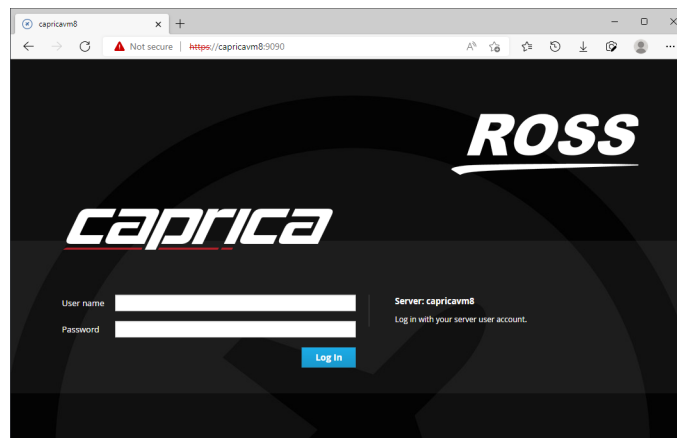 capricavm8
Not secure | https://capricavm8:9090
ROSS
caprica
User name
Password
Log In
Server: capricavm8
Log in with your server user account.